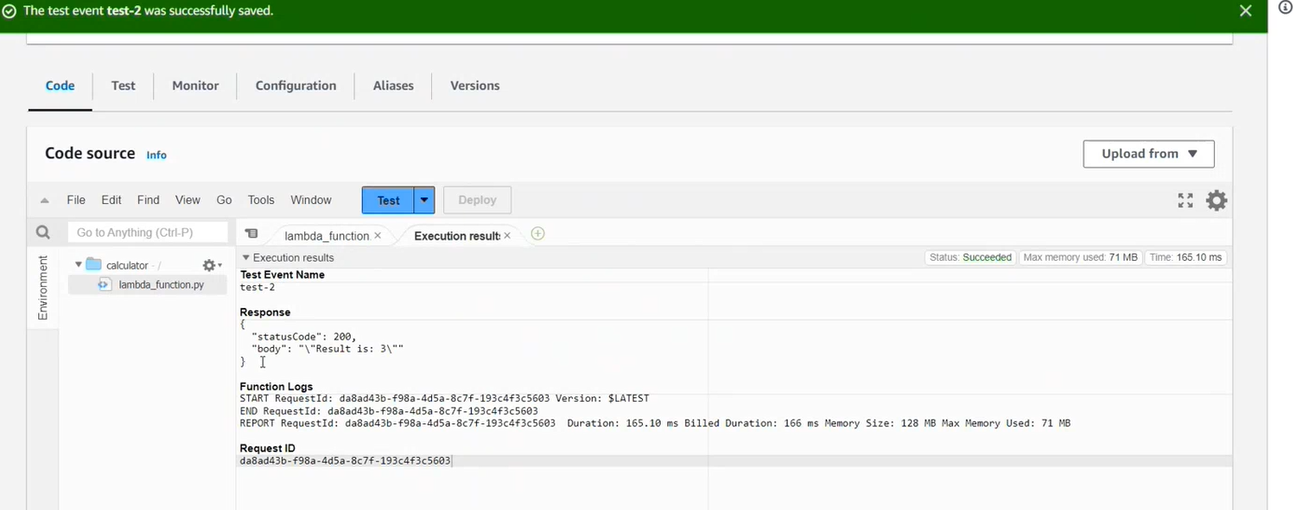 The test event test-2 was successfully saved.
Code Test Monitor Configuration Aliases Versions
Code source Info Upload from
File Edit Find View Go Tools Window Test Deploy
Go to Anything (Ctrl-P) lambda_function Execution results
Environment
calculator /
lambda_function.py
Execution results Status: Succeeded Max memory used: 71 MB Time: 165.10 ms
Test Event Name
test-2
Response
{
"statusCode": 200,
"body": "\"Result is: 3\""
}
Function Logs
START RequestId: da8ad43b-f98a-4d5a-8c7f-193c4f3c5603 Version: $LATEST
END RequestId: da8ad43b-f98a-4d5a-8c7f-193c4f3c5603
REPORT RequestId: da8ad43b-f98a-4d5a-8c7f-193c4f3c5603 Duration: 165.10 ms Billed Duration: 166 ms Memory Size: 128 MB Max Memory Used: 71 MB
Request ID
da8ad43b-f98a-4d5a-8c7f-193c4f3c5603